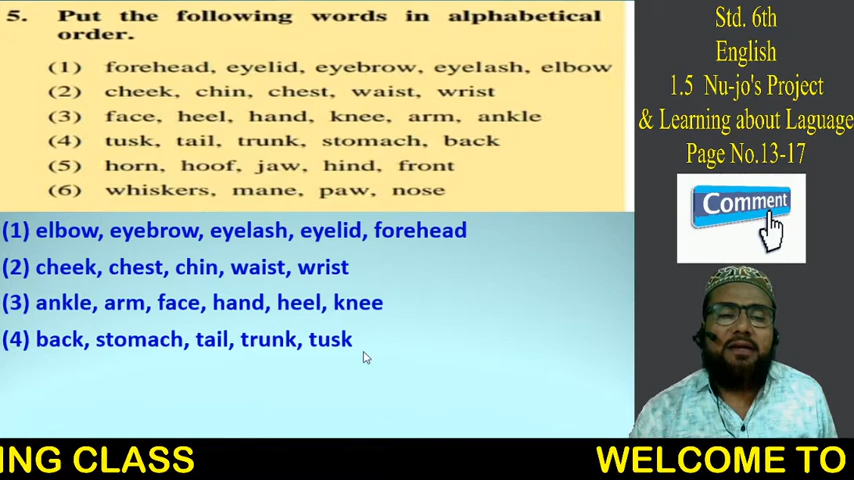 5. Put the following words in alphabetical
order.
(1) forehead, eyelid, eyebrow, eyelash, elbow
(2) cheek, chin, chest, waist, wrist
(3) face, heel, hand, knee, arm, ankle
(4) tusk, tail, trunk, stomach, back
(5) horn, hoof, jaw, hind, front
(6) whiskers, mane, paw, nose
(1) elbow, eyebrow, eyelash, eyelid, forehead
(2) cheek, chest, chin, waist, wrist
(3) ankle, arm, face, hand, heel, knee
(4) back, stomach, tail, trunk, tusk
Std. 6th
English
1.5 Nu-jo's Project
& Learning about Laguage
Page No.13-17
Comment
ING CLASS
WELCOME TO